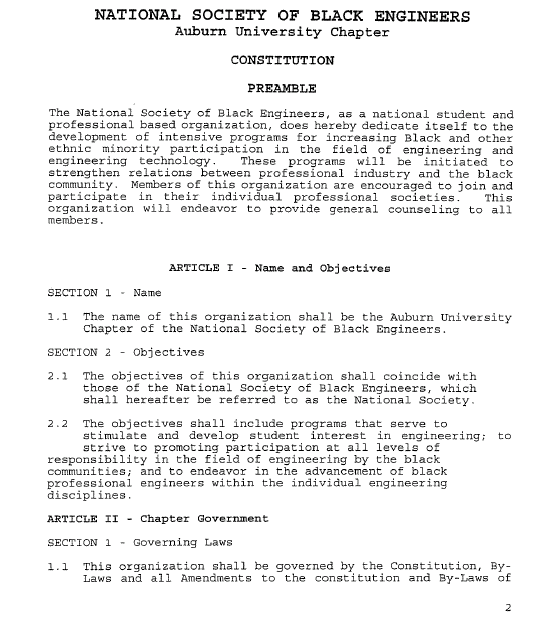 NATIONAL SOCIETY OF BLACK ENGINEERS
Auburn University Chapter
CONSTITUTION
PREAMBLE
The National Society of Black Engineers, as a national student and
professional based organization, does hereby dedicate itself to the
development of intensive programs for increasing Black and other
ethnic minority participation in the field of engineering and
engineering technology. These programs will be initiated to
strengthen relations between professional industry and the black
community. Members of this organization are encouraged to join and
participate in their individual professional societies. This
organization will endeavor to provide general counseling to all
members.
ARTICLE I - Name and Objectives
SECTION 1 - Name
1.1 The name of this organization shall be the Auburn University
Chapter of the National Society of Black Engineers.
SECTION 2 - Objectives
2.1 The objectives of this organization shall coincide with
those of the National Society of Black Engineers, which
shall hereafter be referred to as the National Society.
2.2 The objectives shall include programs that serve to
stimulate and develop student interest in engineering; to
strive to promoting participation at all levels of
responsibility in the field of engineering by the black
communities; and to endeavor in the advancement of black
professional engineers within the individual engineering
disciplines.
ARTICLE II - Chapter Government
SECTION 1 - Governing Laws
1.1 This organization shall be governed by the Constitution, By-
Laws and all Amendments to the constitution and By-Laws of
2